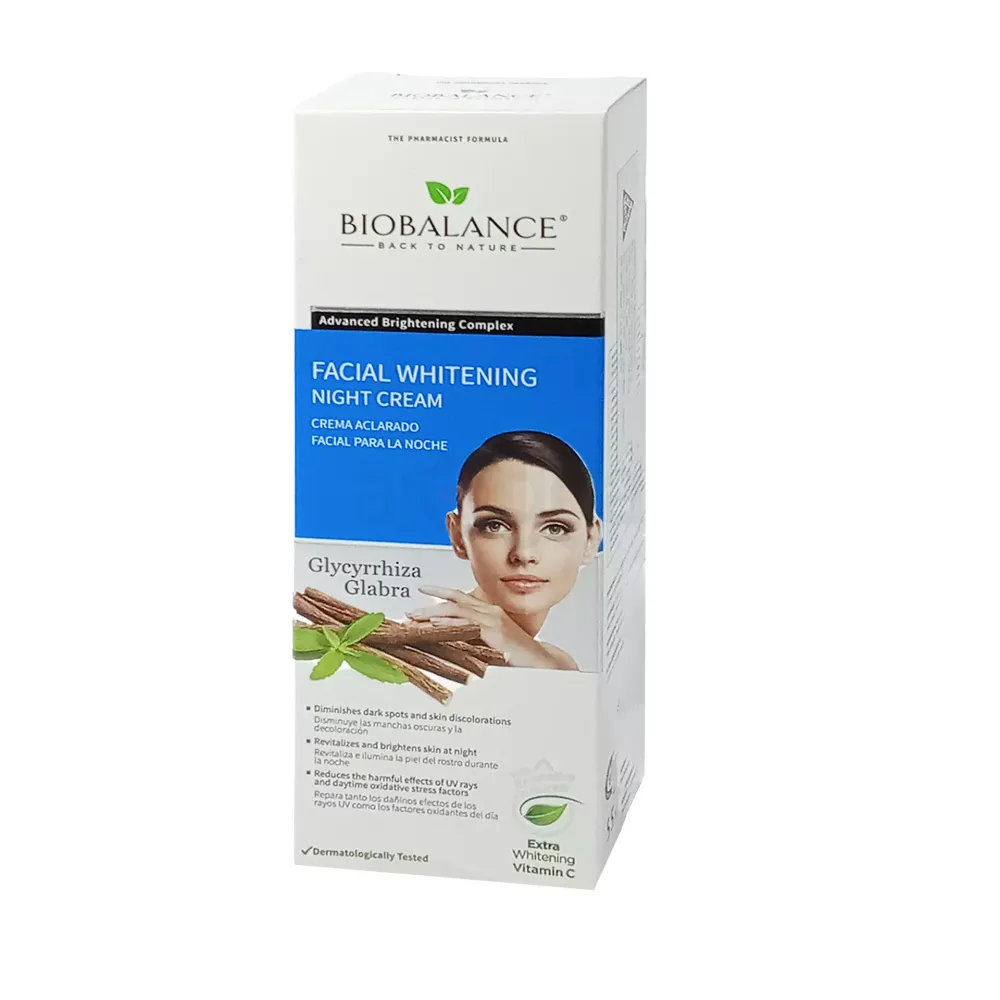 BIOBALANCE®
THE PHARMACIST FORMULA
BIOBALANCE®
BACK TO NATURE
Advanced Brightening Complex
FACIAL WHITENING
NIGHT CREAM
CREMA ACLARADO
FACIAL PARA LA NOCHE
Glycyrrhiza
Glabra
Diminishes dark spots and skin discolorations
Disminuye las manchas oscuras y la
decoloración
Revitalizes and brightens skin at night
Revitaliza e ilumina la piel del rostro durante
la noche
Reduces the harmful effects of UV rays
and daytime oxidative stress factors
Repara tanto los dañinos efectos de los
rayos UV como los factores oxidantes del día
✓Dermatologically Tested
Extra
Whitening
Vitamin C